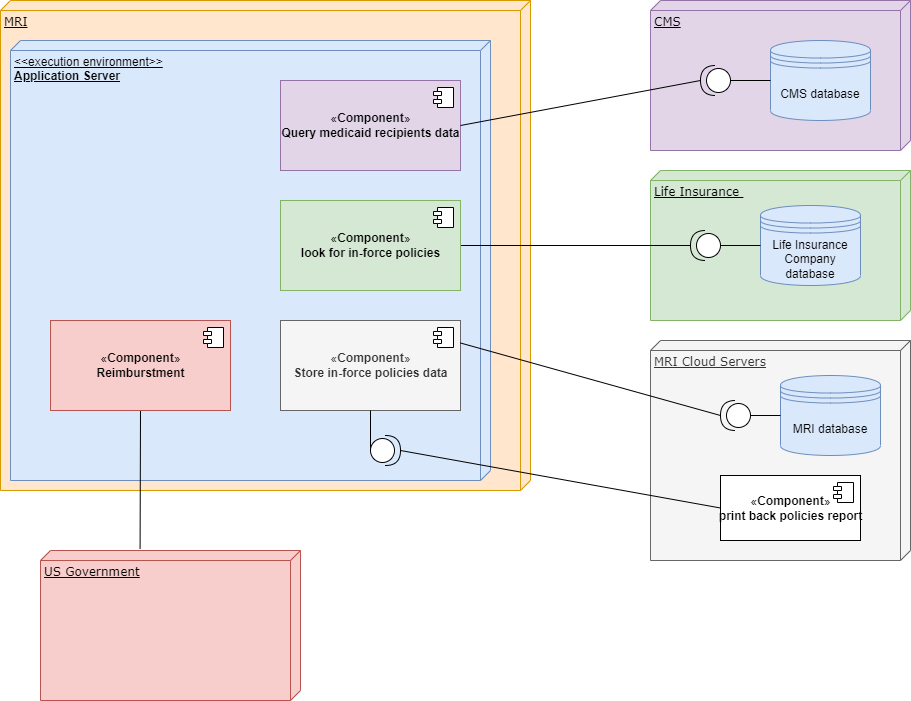 MRI
<<execution environment>>
Application Server
«Component»
Query medicaid recipients data
«Component»
look for in-force policies
«Component»
Reimburstment
«Component»
Store in-force policies data
CMS
CMS database
Life Insurance
Life Insurance
Company
database
MRI Cloud Servers
MRI database
«Component»
print back policies report
US Government